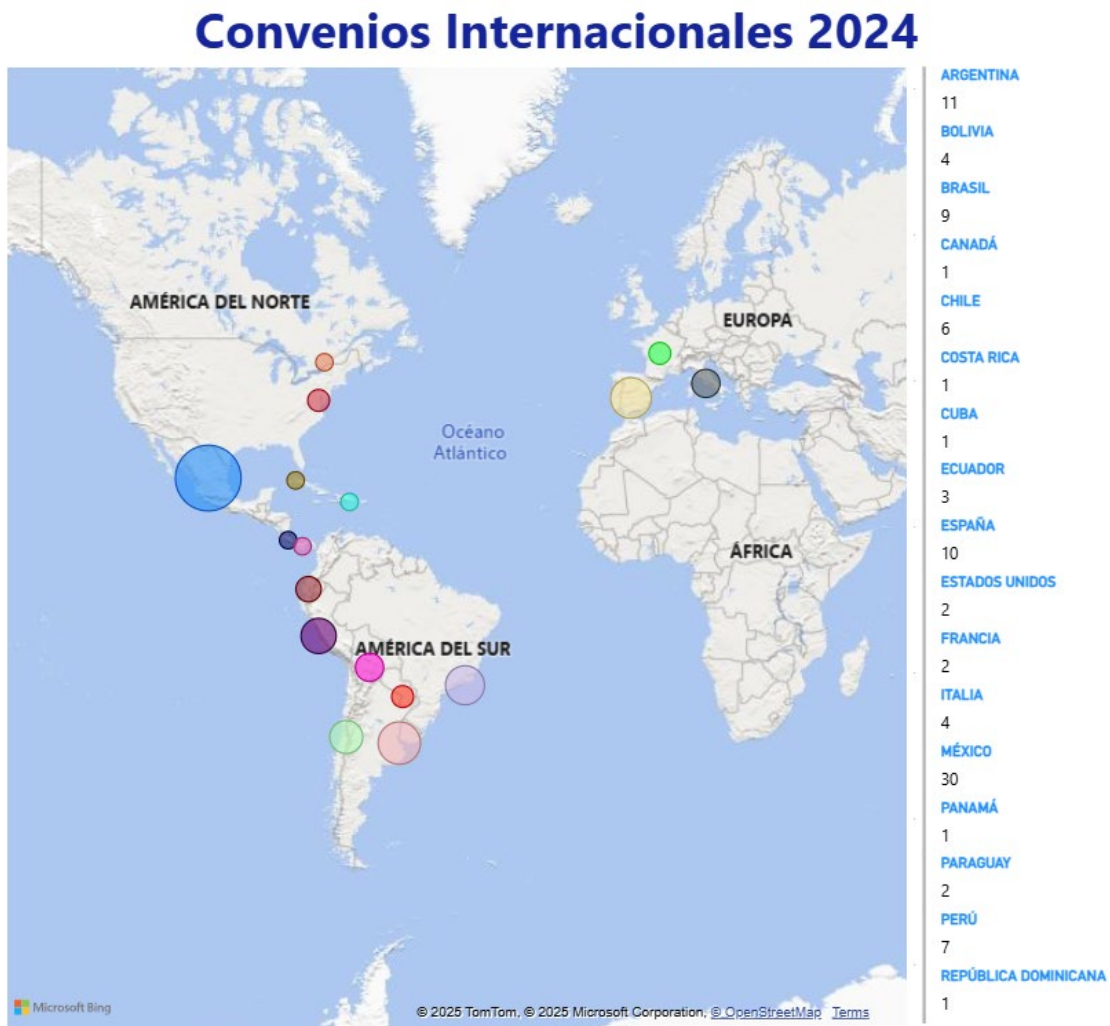 Convenios Internacionales 2024
AMÉRICA DEL NORTE
EUROPA
Océano
Atlántico
ÁFRICA
AMÉRICA DEL SUR
Microsoft Bing
© 2025 TomTom, © 2025 Microsoft Corporation, © OpenStreetMap Terms
ARGENTINA
11
BOLIVIA
4
BRASIL
9
CANADÁ
1
CHILE
6
COSTA RICA
1
CUBA
1
ECUADOR
3
ESPAÑA
10
ESTADOS UNIDOS
2
FRANCIA
2
ITALIA
4
MÉXICO
30
PANAMÁ
1
PARAGUAY
2
PERÚ
7
REPÚBLICA DOMINICANA
1